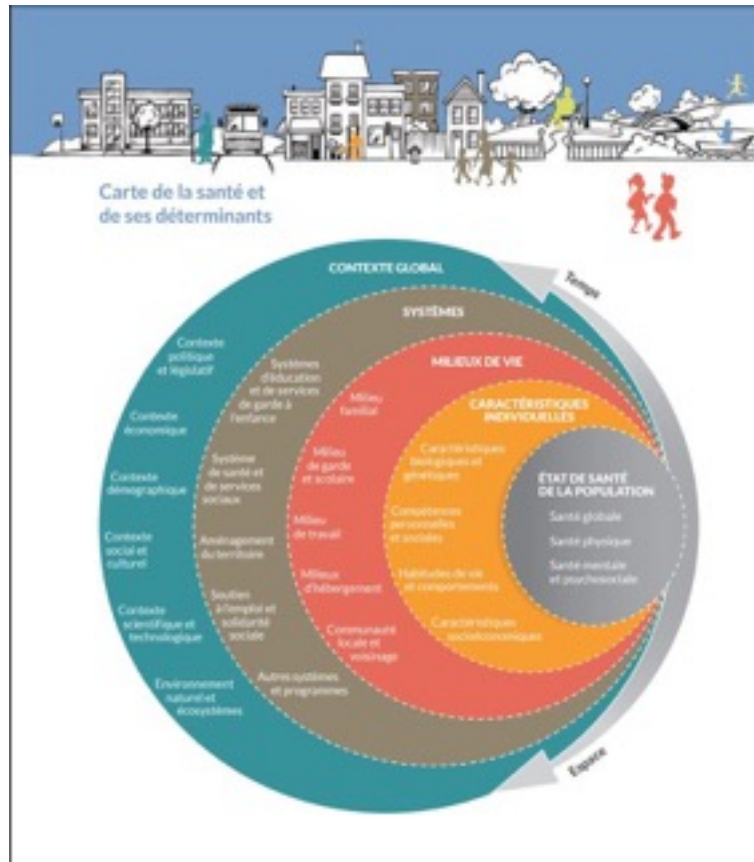 Carte de la santé et
de ses déterminants
Temps
CONTEXTE GLOBAL
Contexte
politique
et législatif
Contexte
économique
Contexte
démographique
Contexte
social et
culturel
Contexte
scientifique et
technologique
Environnement
naturel et
écosystèmes
SYSTÈMES
Systèmes
d'éducation
et de services
de garde à
l'enfance
Système
de santé et
de services
sociaux
Aménagement
du territoire
Soutien
à l'emploi et
solidarité
sociale
Autres systèmes
et programmes
MILIEUX DE VIE
Milieu
familial
Milieu
de garde
et scolaire
Milieu
de travail
Milieux
d'hébergement
Communauté
locale et
voisinage
CARACTÉRISTIQUES
INDIVIDUELLES
Caractéristiques
biologiques et
génétiques
Compétences
personnelles
et sociales
Habitudes de vie
et comportements
Caractéristiques
socioéconomiques
ÉTAT DE SANTÉ
DE LA POPULATION
Santé globale
Santé physique
Santé mentale
et psychosociale
Espace